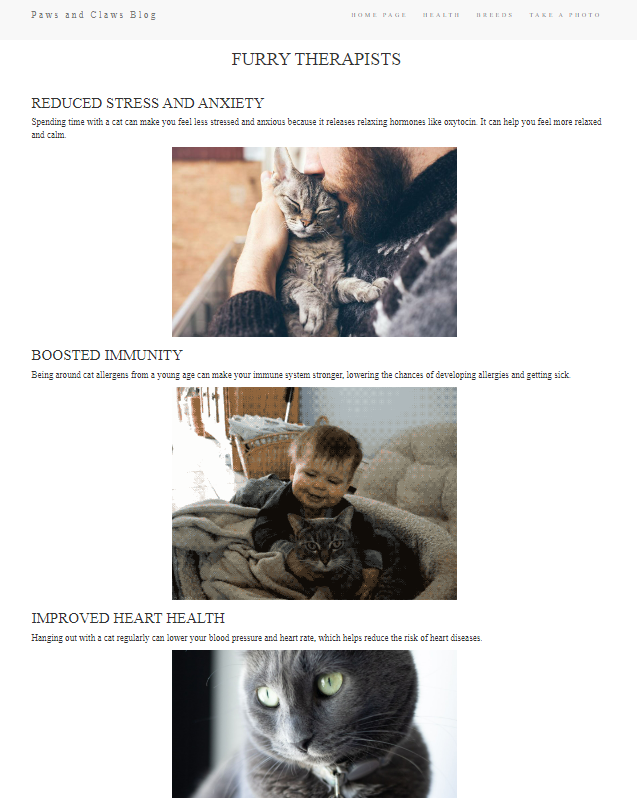 Paws and Claws Blog
HOME PAGE HEALTH BREEDS TAKE A PHOTO
FURRY THERAPISTS
REDUCED STRESS AND ANXIETY
Spending time with a cat can make you feel less stressed and anxious because it releases relaxing hormones like oxytocin. It can help you feel more relaxed
and calm.
BOOSTED IMMUNITY
Being around cat allergens from a young age can make your immune system stronger, lowering the chances of developing allergies and getting sick.
IMPROVED HEART HEALTH
Hanging out with a cat regularly can lower your blood pressure and heart rate, which helps reduce the risk of heart diseases.